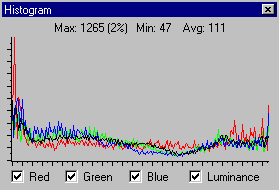 Histogram
Max: 1265 (2%) Min: 47 Avg: 111
Red Green Blue Luminance